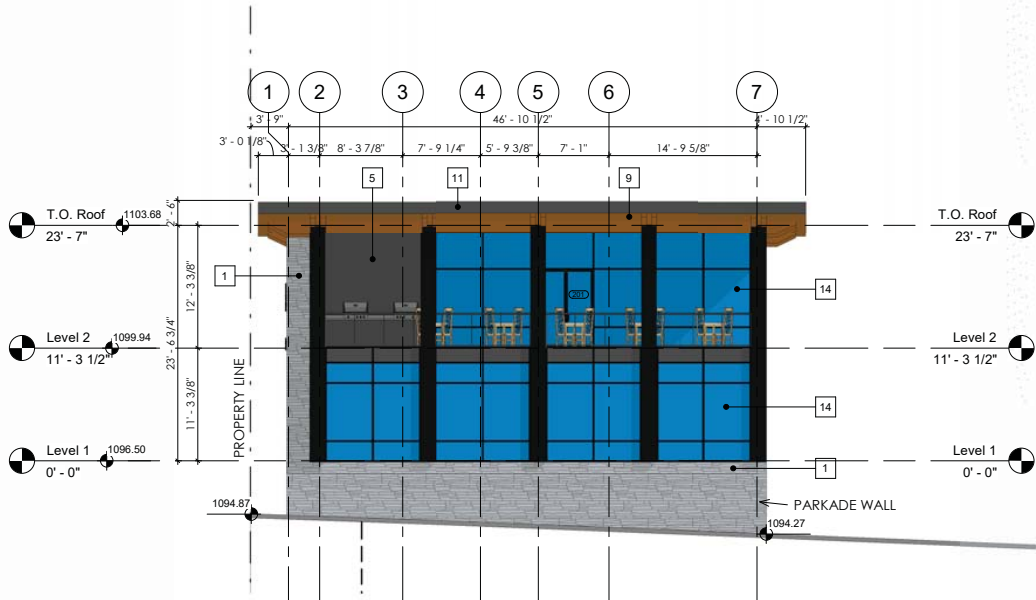 1 2 3 4 5 6 7
3' - 9" 46' - 10 1/2" 4' - 10 1/2"
3' - 0 1/8" 3' - 1 3/8" 8' - 3 7/8" 7' - 9 1/4" 5' - 9 3/8" 7' - 1" 14' - 9 5/8"
5 11 9
T.O. Roof 1103.68
23' - 7"
2' - 6"
T.O. Roof
23' - 7"
1
12' - 3 3/8"
201
14
Level 2 1099.94
11' - 3 1/2"
23' - 6 3/4"
Level 2
11' - 3 1/2"
PROPERTY LINE
11' - 3 3/8"
14
Level 1 1096.50
0' - 0"
1
Level 1
0' - 0"
1094.87
PARKADE WALL
1094.27